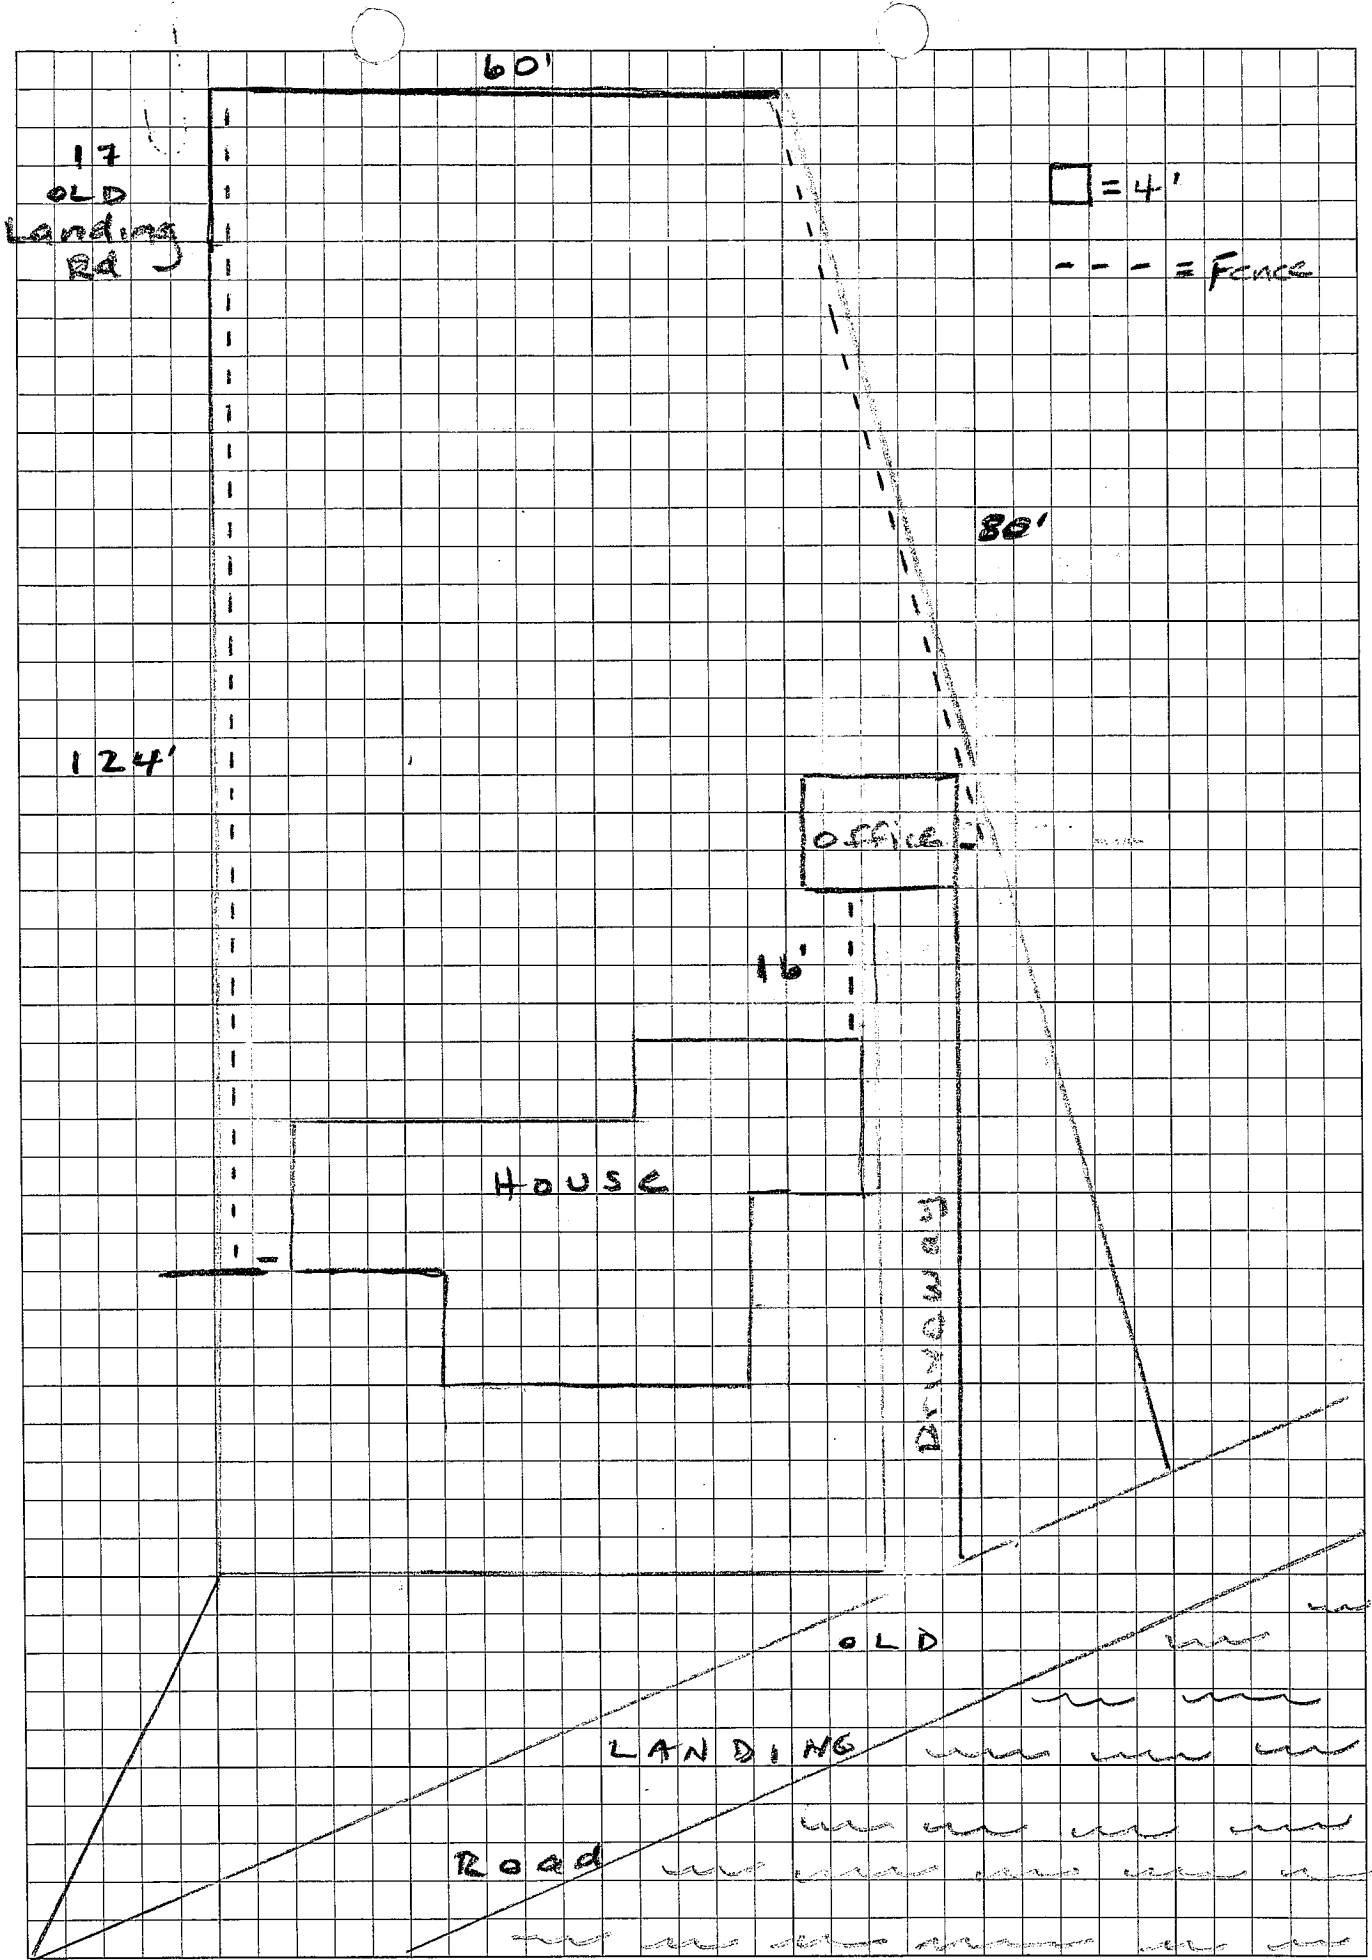 60'
17
OLD
Landing
Rd
□ = 4'
- - - = Fence
80'
124'
Office
16'
House
Driveway
OLD
LANDING
Road